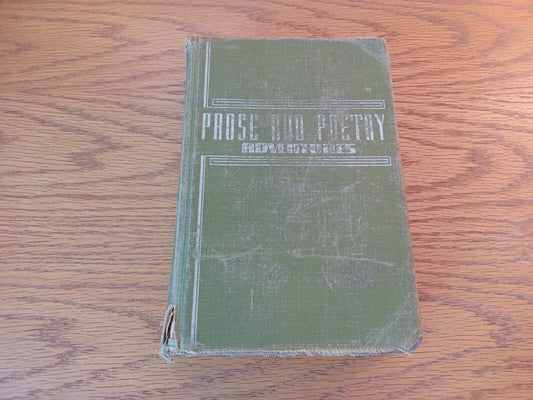 PROSE AND POETRY
ADVENTURES